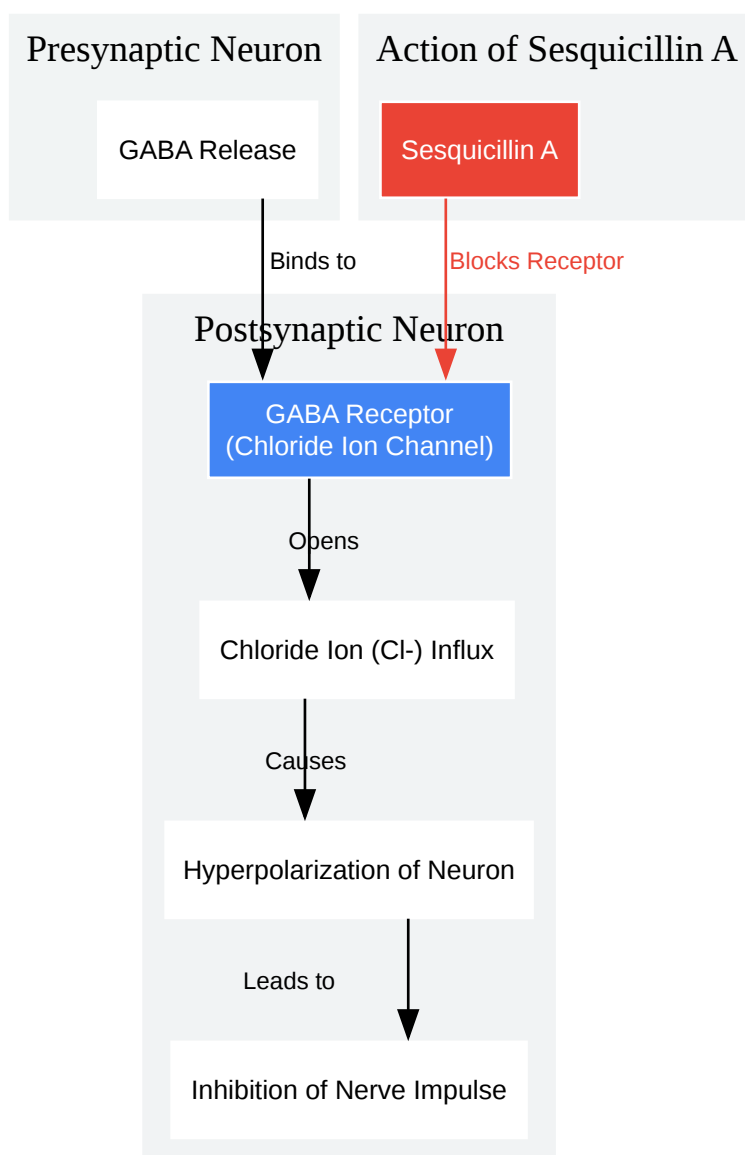 Presynaptic Neuron
Action of Sesquicillin A
GABA Release
Sesquicillin A
Binds to
Blocks Receptor
Postsynaptic Neuron
GABA Receptor
(Chloride Ion Channel)
Opens
Chloride Ion (Cl-) Influx
Causes
Hyperpolarization of Neuron
Leads to
Inhibition of Nerve Impulse